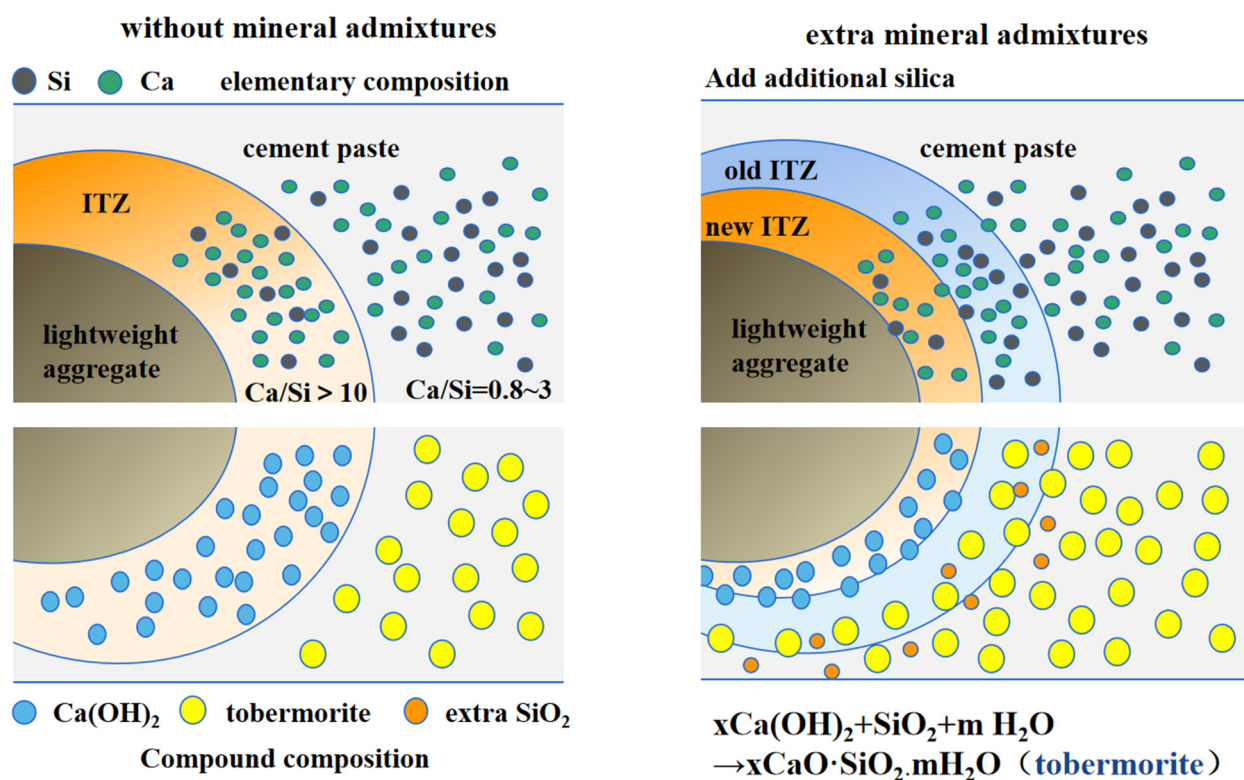 without mineral admixtures
Si Ca elementary composition
cement paste
ITZ
lightweight
aggregate
Ca/Si > 10
Ca/Si=0.8~3
Ca(OH)₂ tobermorite extra SiO₂
Compound composition
extra mineral admixtures
Add additional silica
old ITZ
cement paste
new ITZ
lightweight
aggregate
xCa(OH)₂+SiO₂+m H₂O
→xCaO·SiO₂.mH₂O（tobermorite）